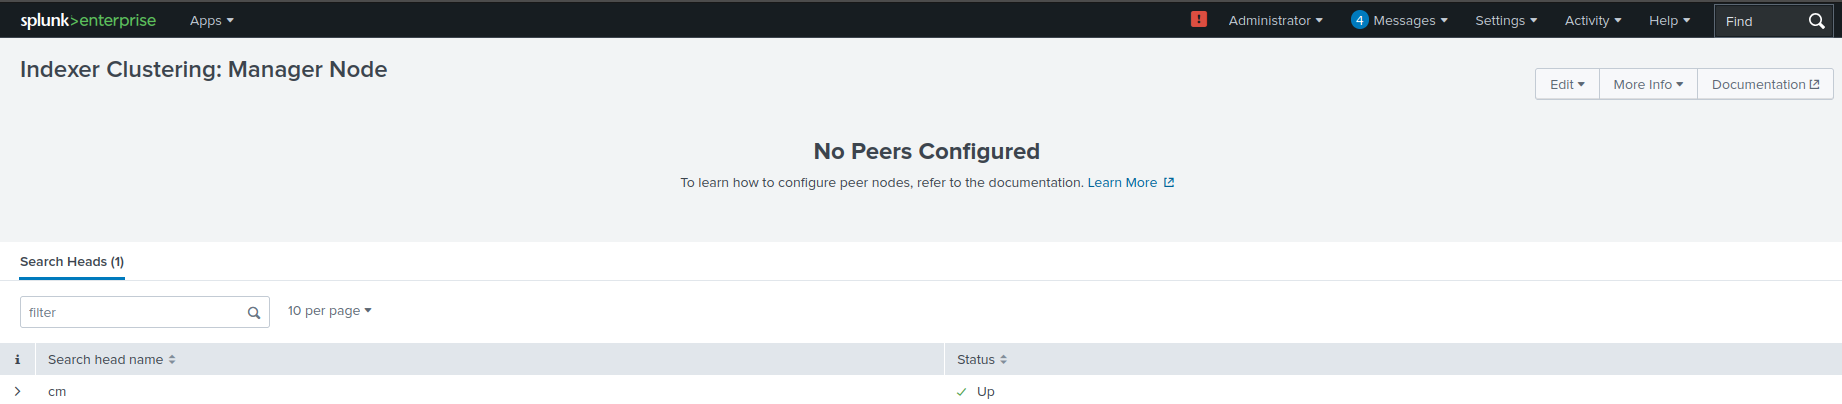 splunk>enterprise Apps Administrator 4 Messages Settings Activity Help Find
Indexer Clustering: Manager Node
Edit More Info Documentation
No Peers Configured
To learn how to configure peer nodes, refer to the documentation. Learn More
Search Heads (1)
filter 10 per page
i Search head name Status
cm Up